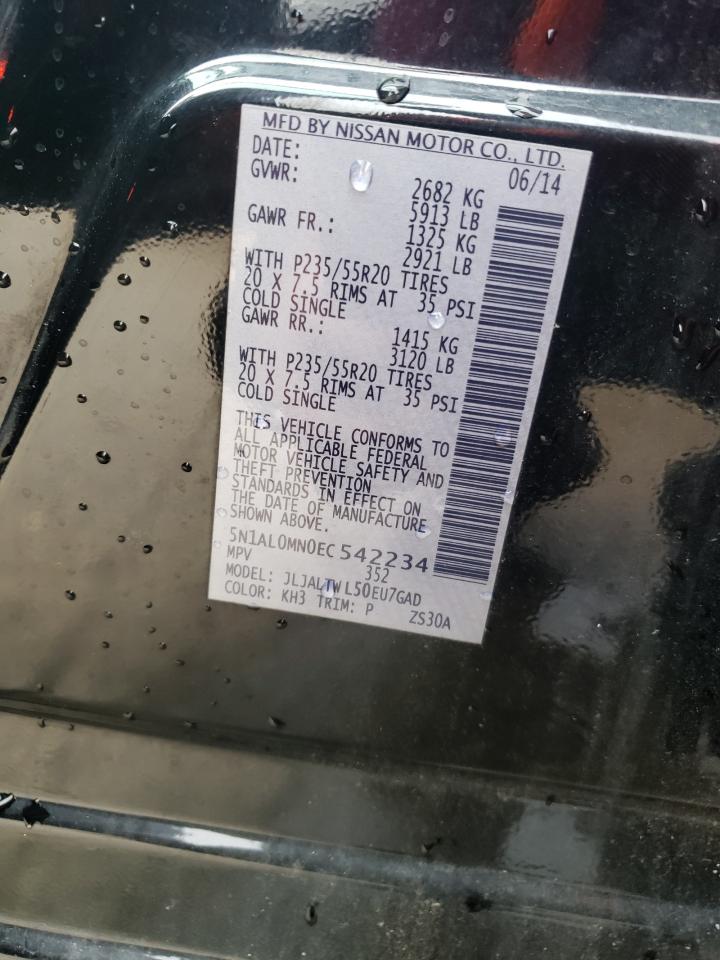 MFD BY NISSAN MOTOR CO., LTD.
DATE: 06/14
GVWR: 2682 KG
5913 LB
GAWR FR.: 1325 KG
2921 LB
WITH P235/55R20 TIRES
20 X 7.5 RIMS AT 35 PSI
COLD SINGLE
GAWR RR.: 1415 KG
3120 LB
WITH P235/55R20 TIRES
20 X 7.5 RIMS AT 35 PSI
COLD SINGLE
THIS VEHICLE CONFORMS TO
ALL APPLICABLE FEDERAL
MOTOR VEHICLE SAFETY AND
THEFT PREVENTION
STANDARDS IN EFFECT ON
THE DATE OF MANUFACTURE
SHOWN ABOVE.
5N1AL0MN0EC542234
MPV 352
MODEL: JLJALTWL50EU7GAD
COLOR: KH3 TRIM: P ZS30A